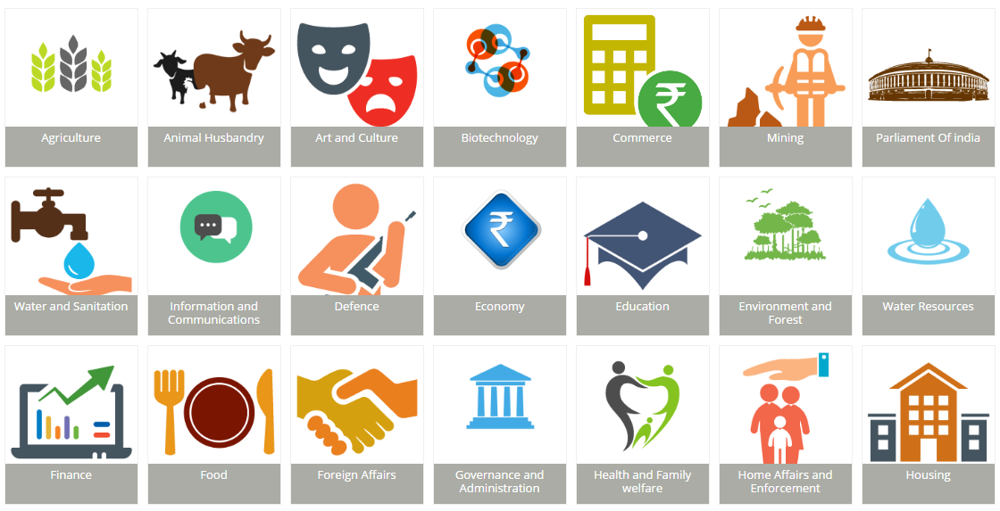 Agriculture
Animal Husbandry
Art and Culture
Biotechnology
₹
Commerce
Mining
Parliament Of india
Water and Sanitation
Information and
Communications
Defence
₹
Economy
Education
Environment and
Forest
Water Resources
Finance
Food
Foreign Affairs
Governance and
Administration
Health and Family
welfare
Home Affairs and
Enforcement
Housing